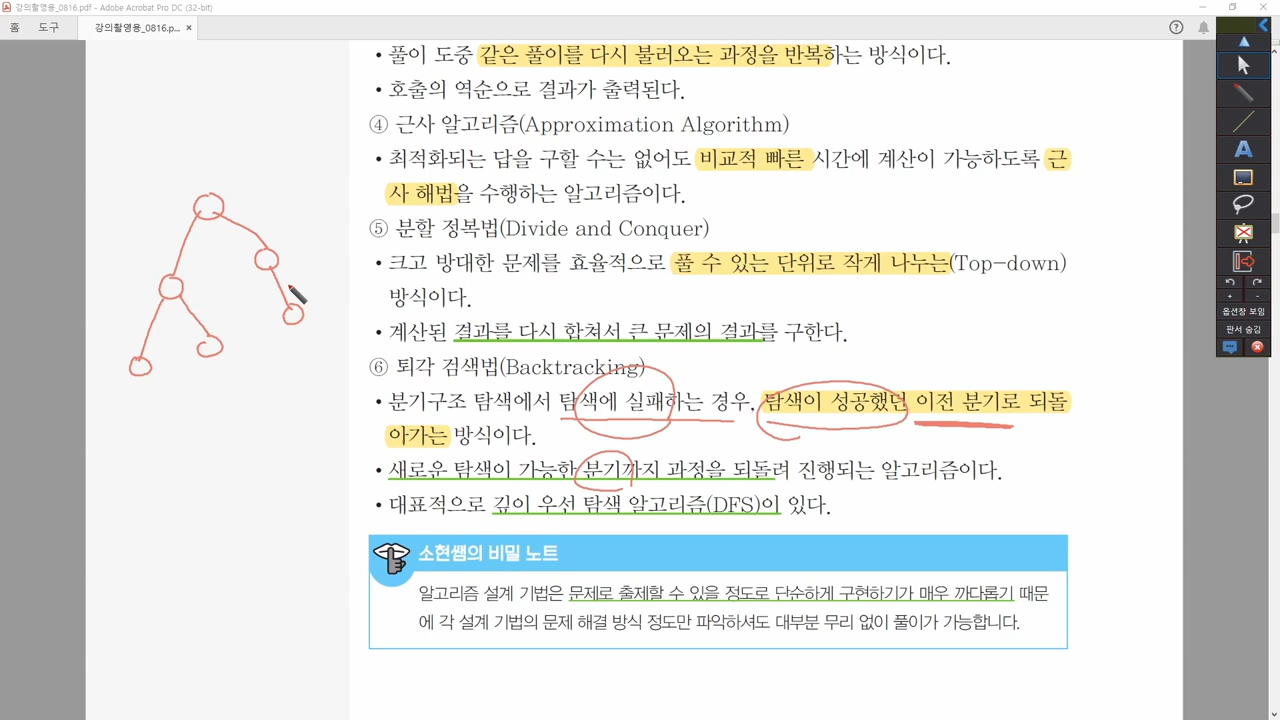 강의촬영용_0816.pdf - Adobe Acrobat Pro DC (32-bit)
홈 도구 강의촬영용_0816.p... ×
• 풀이 도중 같은 풀이를 다시 불러오는 과정을 반복하는 방식이다.
• 호출의 역순으로 결과가 출력된다.
④ 근사 알고리즘(Approximation Algorithm)
• 최적화되는 답을 구할 수는 없어도 비교적 빠른 시간에 계산이 가능하도록 근
사 해법을 수행하는 알고리즘이다.
⑤ 분할 정복법(Divide and Conquer)
• 크고 방대한 문제를 효율적으로 풀 수 있는 단위로 작게 나누는(Top-down)
방식이다.
• 계산된 결과를 다시 합쳐서 큰 문제의 결과를 구한다.
⑥ 퇴각 검색법(Backtracking)
• 분기구조 탐색에서 탐색에 실패하는 경우, 탐색이 성공했던 이전 분기로 되돌
아가는 방식이다.
• 새로운 탐색이 가능한 분기까지 과정을 되돌려 진행되는 알고리즘이다.
• 대표적으로 깊이 우선 탐색 알고리즘(DFS)이 있다.
소현쌤의 비밀 노트
알고리즘 설계 기법은 문제로 출제할 수 있을 정도로 단순하게 구현하기가 매우 까다롭기 때문
에 각 설계 기법의 문제 해결 방식 정도만 파악하셔도 대부분 무리 없이 풀이가 가능합니다.
A
+ -
옵션장 보임
판서 숨김